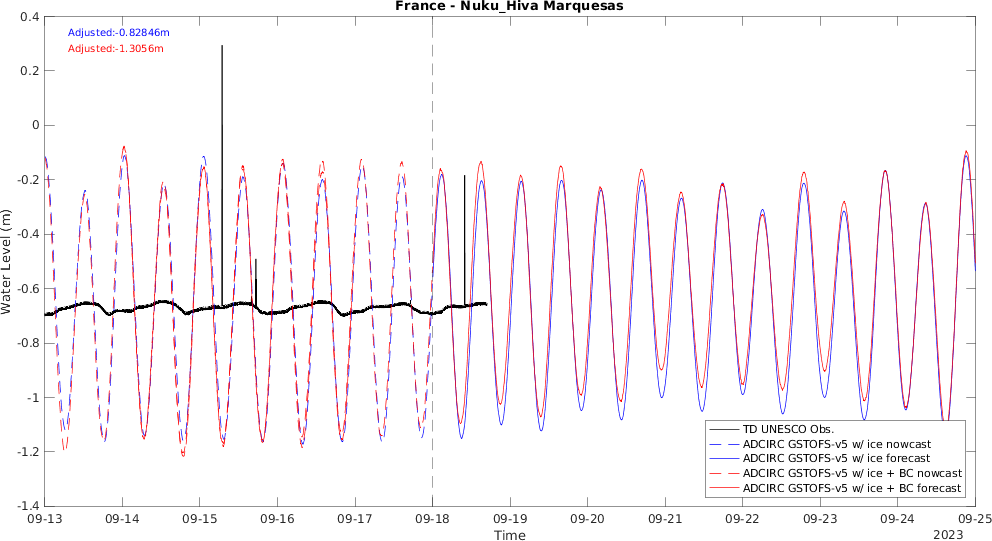 France - Nuku_Hiva Marquesas
Adjusted:-0.82846m
Adjusted:-1.3056m
0.4
0.2
0
-0.2
-0.4
-0.6
-0.8
-1
-1.2
-1.4
Water Level (m)
TD UNESCO Obs.
ADCIRC GSTOFS-v5 w/ ice nowcast
ADCIRC GSTOFS-v5 w/ ice forecast
ADCIRC GSTOFS-v5 w/ ice + BC nowcast
ADCIRC GSTOFS-v5 w/ ice + BC forecast
09-13 09-14 09-15 09-16 09-17 09-18 09-19 09-20 09-21 09-22 09-23 09-24 09-25
Time
2023